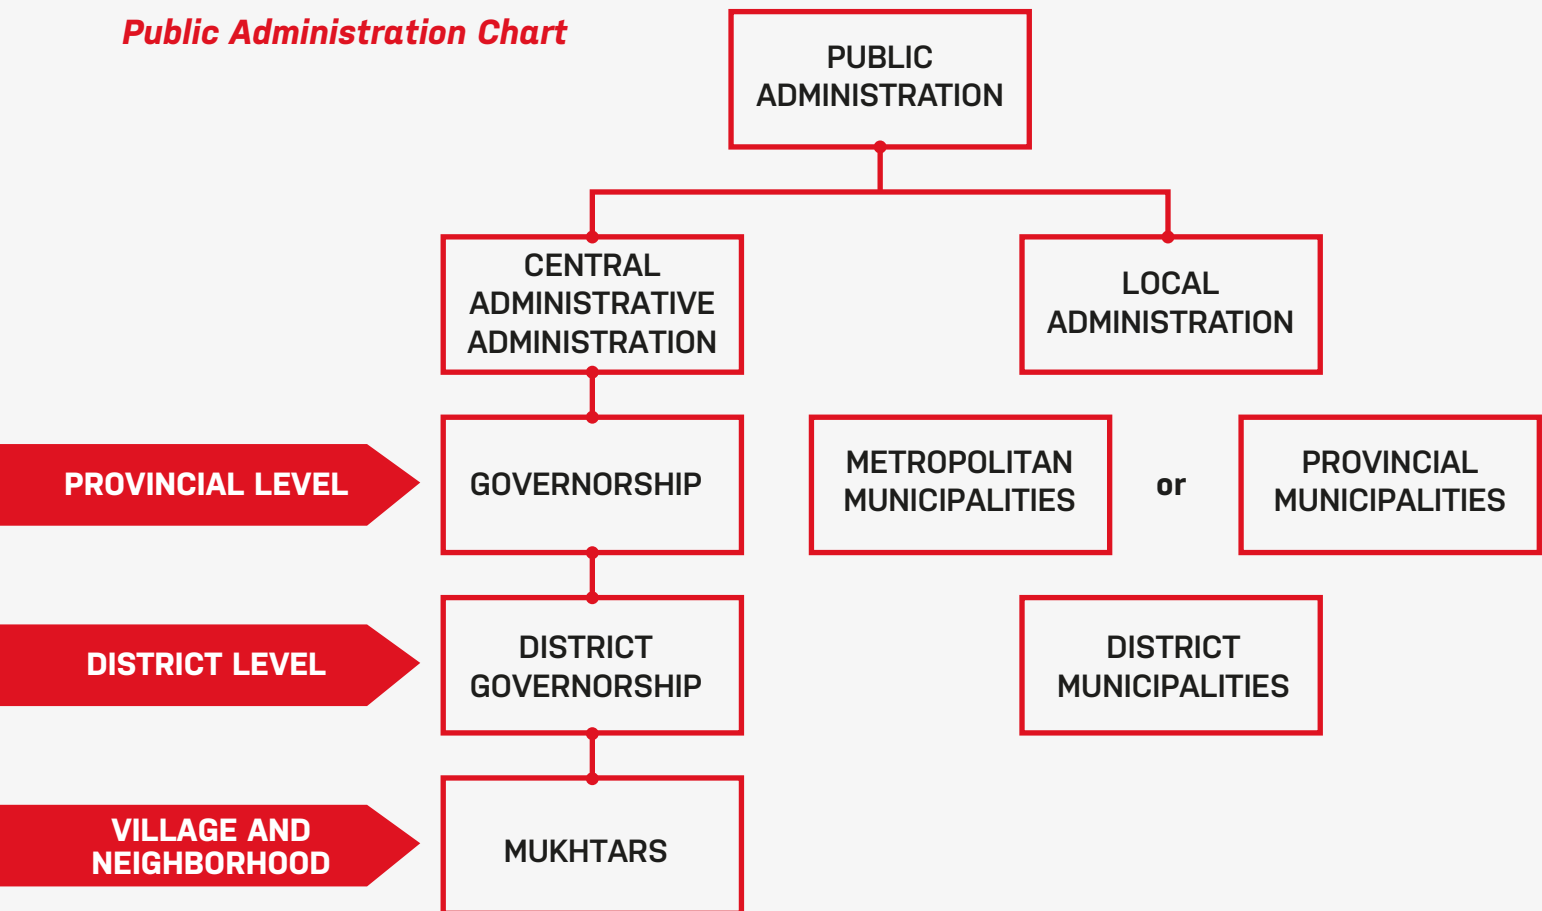 Public Administration Chart
PUBLIC
ADMINISTRATION
CENTRAL
ADMINISTRATIVE
ADMINISTRATION
LOCAL
ADMINISTRATION
PROVINCIAL LEVEL
GOVERNORSHIP
METROPOLITAN
MUNICIPALITIES
or
PROVINCIAL
MUNICIPALITIES
DISTRICT LEVEL
DISTRICT
GOVERNORSHIP
DISTRICT
MUNICIPALITIES
VILLAGE AND
NEIGHBORHOOD
MUKHTARS